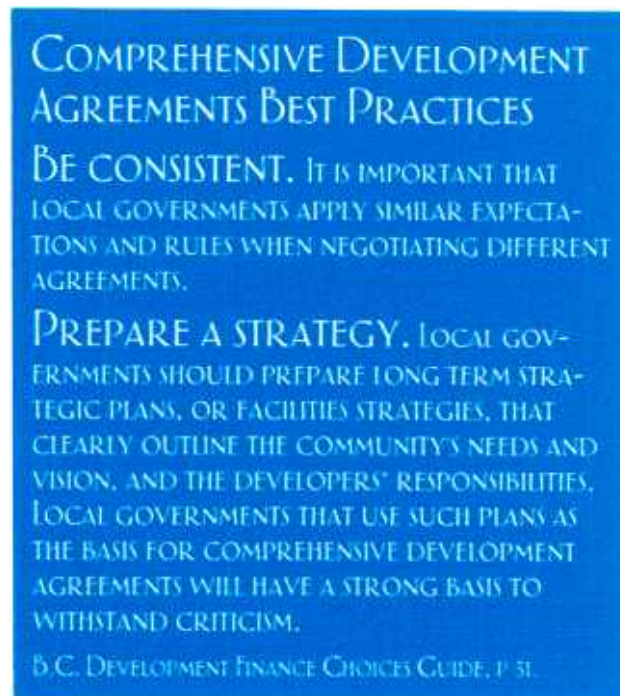 Comprehensive Development
Agreements Best Practices
Be consistent. It is important that
local governments apply similar expecta-
tions and rules when negotiating different
agreements.
Prepare a strategy. Local gov-
ernments should prepare long term stra-
tegic plans, or facilities strategies, that
clearly outline the community's needs and
vision, and the developers' responsibilities.
Local governments that use such plans as
the basis for comprehensive development
agreements will have a strong basis to
withstand criticism.
B.C. Development Finance Choices Guide, p 51.